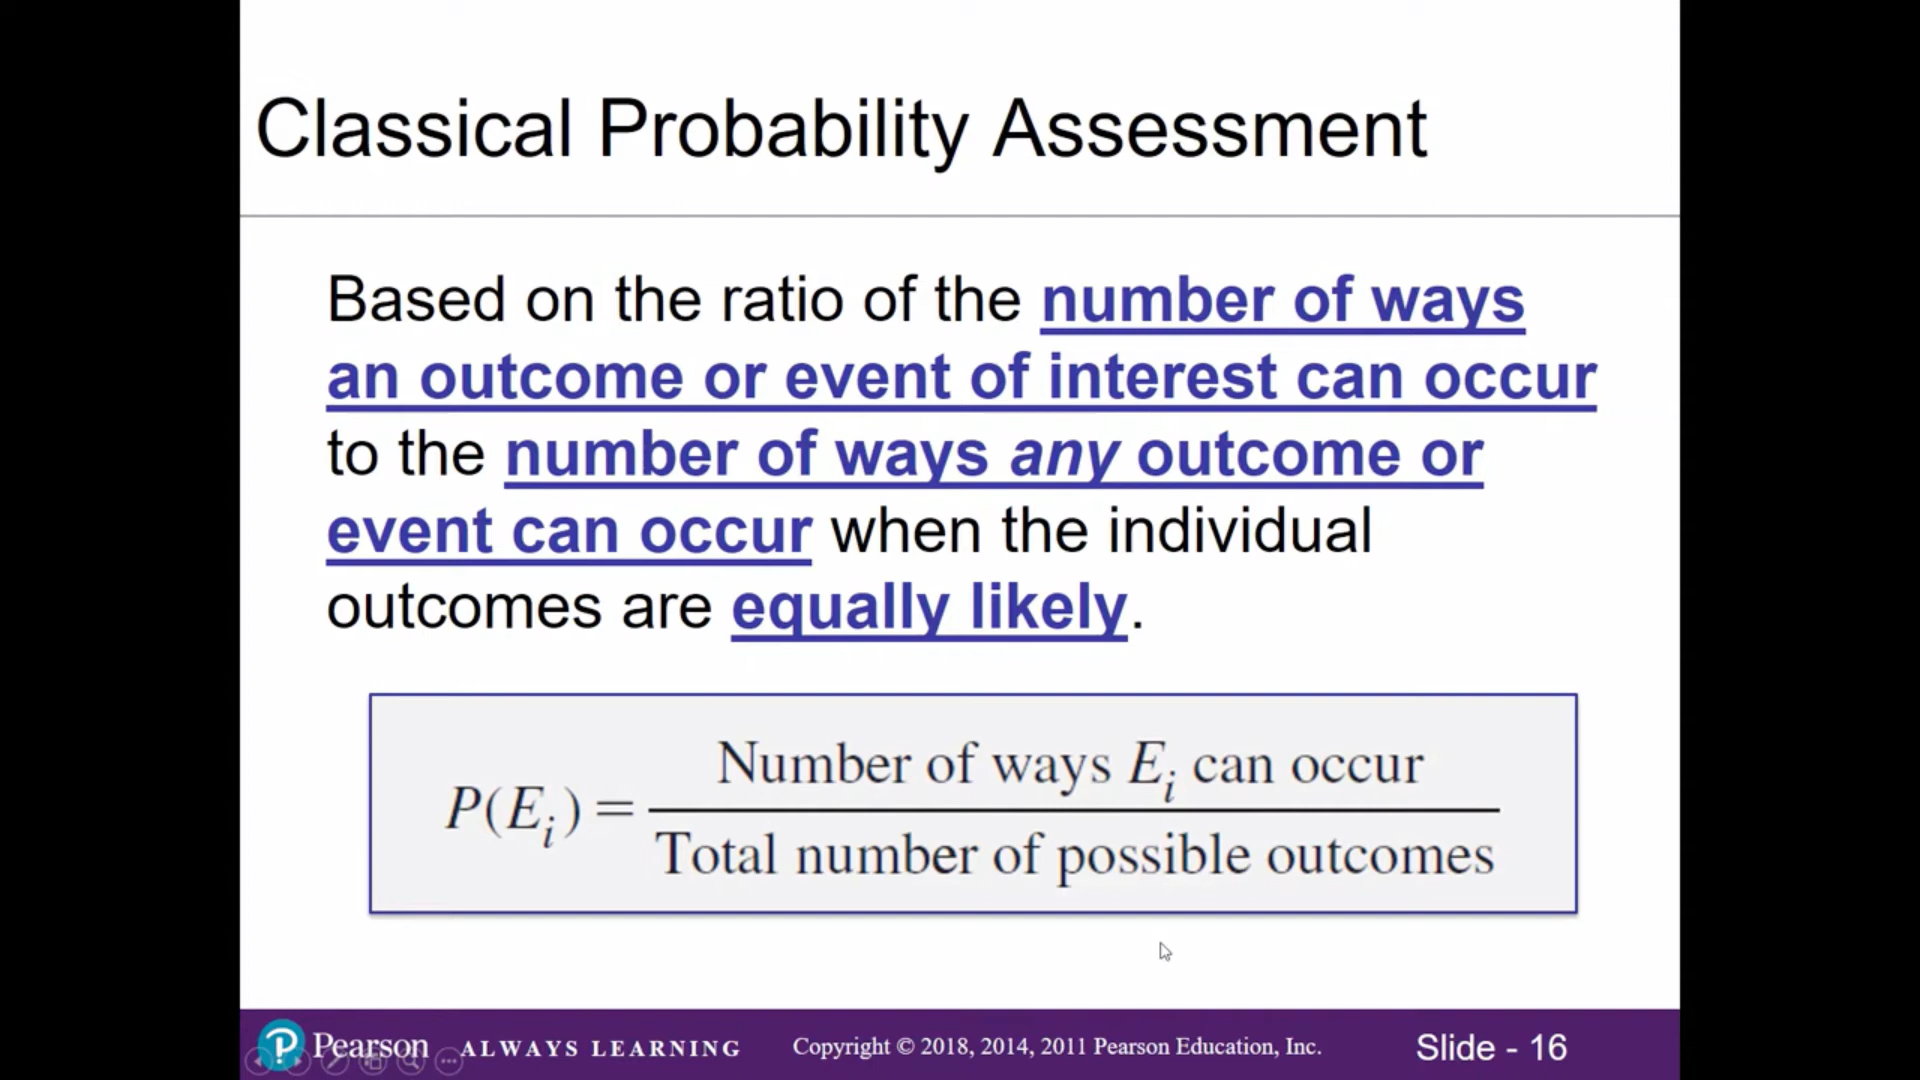 Classical Probability Assessment
Based on the ratio of the number of ways
an outcome or event of interest can occur
to the number of ways any outcome or
event can occur when the individual
outcomes are equally likely.
Number of ways Ei can occur
P(Ei) =
Total number of possible outcomes
Pearson ALWAYS LEARNING Copyright © 2018, 2014, 2011 Pearson Education, Inc. Slide - 16